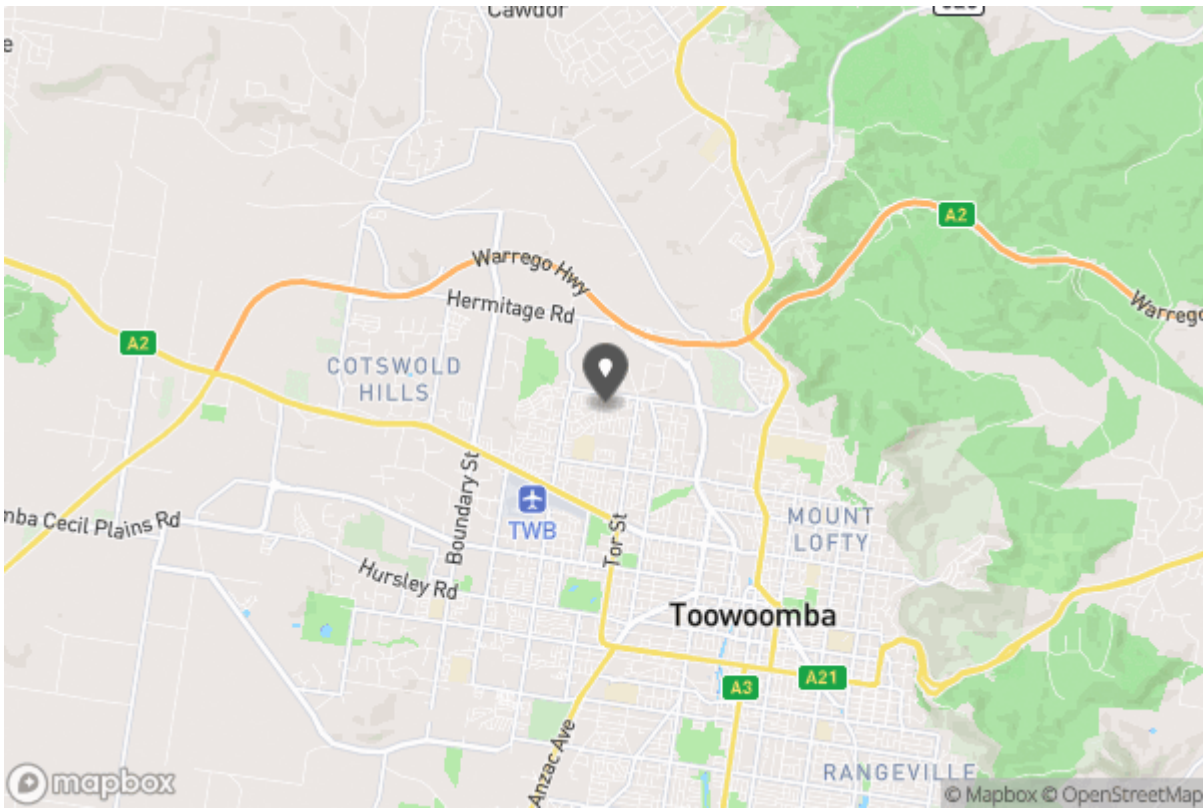 Cawdor
e
A2
Warrego Hwy
Warrego
Hermitage Rd
A2
COTSWOLD
HILLS
Boundary St
TWB
Tor St
MOUNT
LOFTY
mba Cecil Plains Rd
Hursley Rd
Toowoomba
A3
A21
Anzac Ave
RANGEVILLE
mapbox
© Mapbox © OpenStreetMap